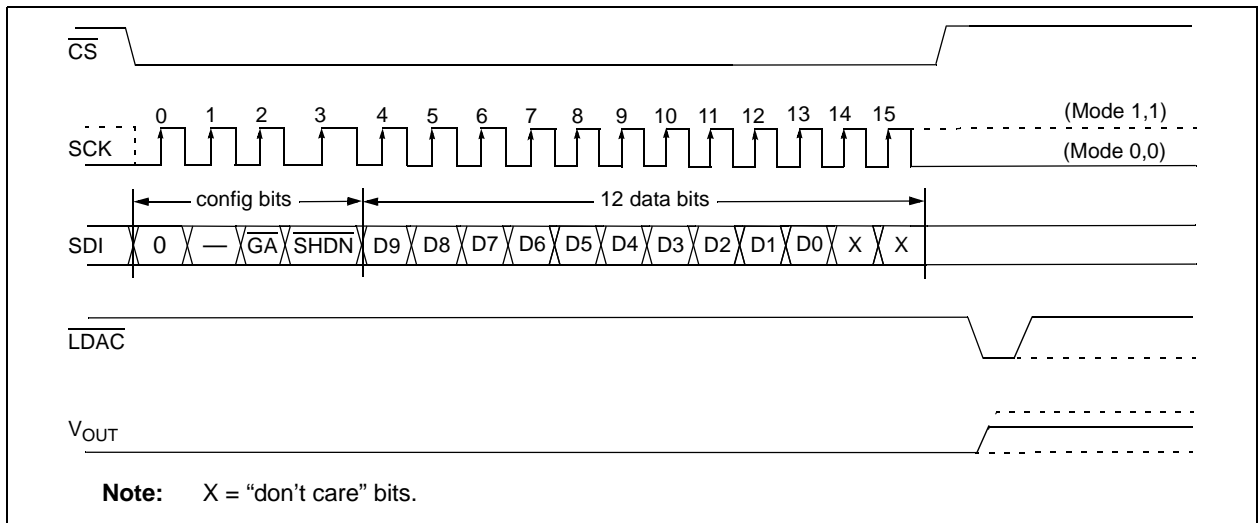 CS
0 1 2 3 4 5 6 7 8 9 10 11 12 13 14 15
(Mode 1,1)
SCK
(Mode 0,0)
config bits
12 data bits
SDI 0 — GA SHDN D9 D8 D7 D6 D5 D4 D3 D2 D1 D0 X X
LDAC
VOUT
Note: X = “don’t care” bits.